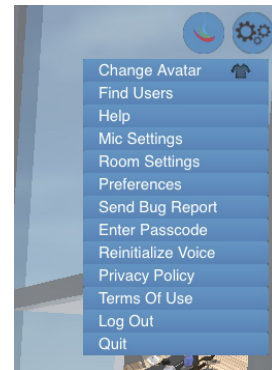 Change Avatar
Find Users
Help
Mic Settings
Room Settings
Preferences
Send Bug Report
Enter Passcode
Reinitialize Voice
Privacy Policy
Terms Of Use
Log Out
Quit